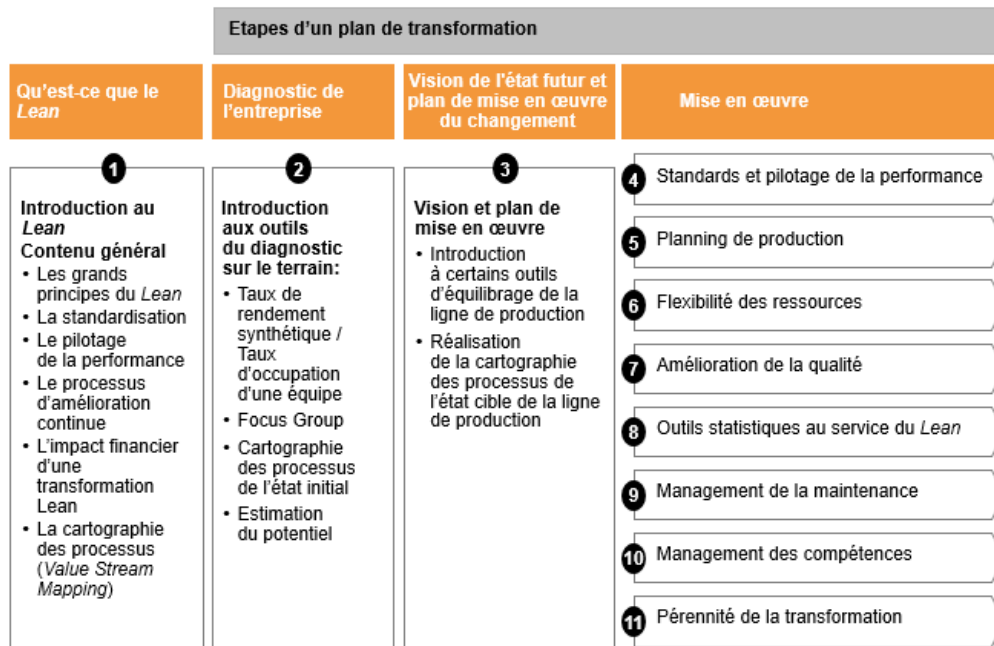 Etapes d'un plan de transformation
Qu'est-ce que le
Lean
Diagnostic de
l'entreprise
Vision de l'état futur et
plan de mise en œuvre
du changement
Mise en œuvre
1
Introduction au
Lean
Contenu général
• Les grands
principes du Lean
• La standardisation
• Le pilotage
de la performance
• Le processus
d'amélioration
continue
• L'impact financier
d'une
transformation
Lean
• La cartographie
des processus
(Value Stream
Mapping)
2
Introduction
aux outils
du diagnostic
sur le terrain:
• Taux de
rendement
synthétique /
Taux
d'occupation
d'une équipe
• Focus Group
• Cartographie
des processus
de l'état initial
• Estimation
du potentiel
3
Vision et plan de
mise en œuvre
• Introduction
à certains outils
d'équilibrage de la
ligne de production
• Réalisation
de la cartographie
des processus de
l'état cible de la ligne
de production
4 Standards et pilotage de la performance
5 Planning de production
6 Flexibilité des ressources
7 Amélioration de la qualité
8 Outils statistiques au service du Lean
9 Management de la maintenance
10 Management des compétences
11 Pérennité de la transformation